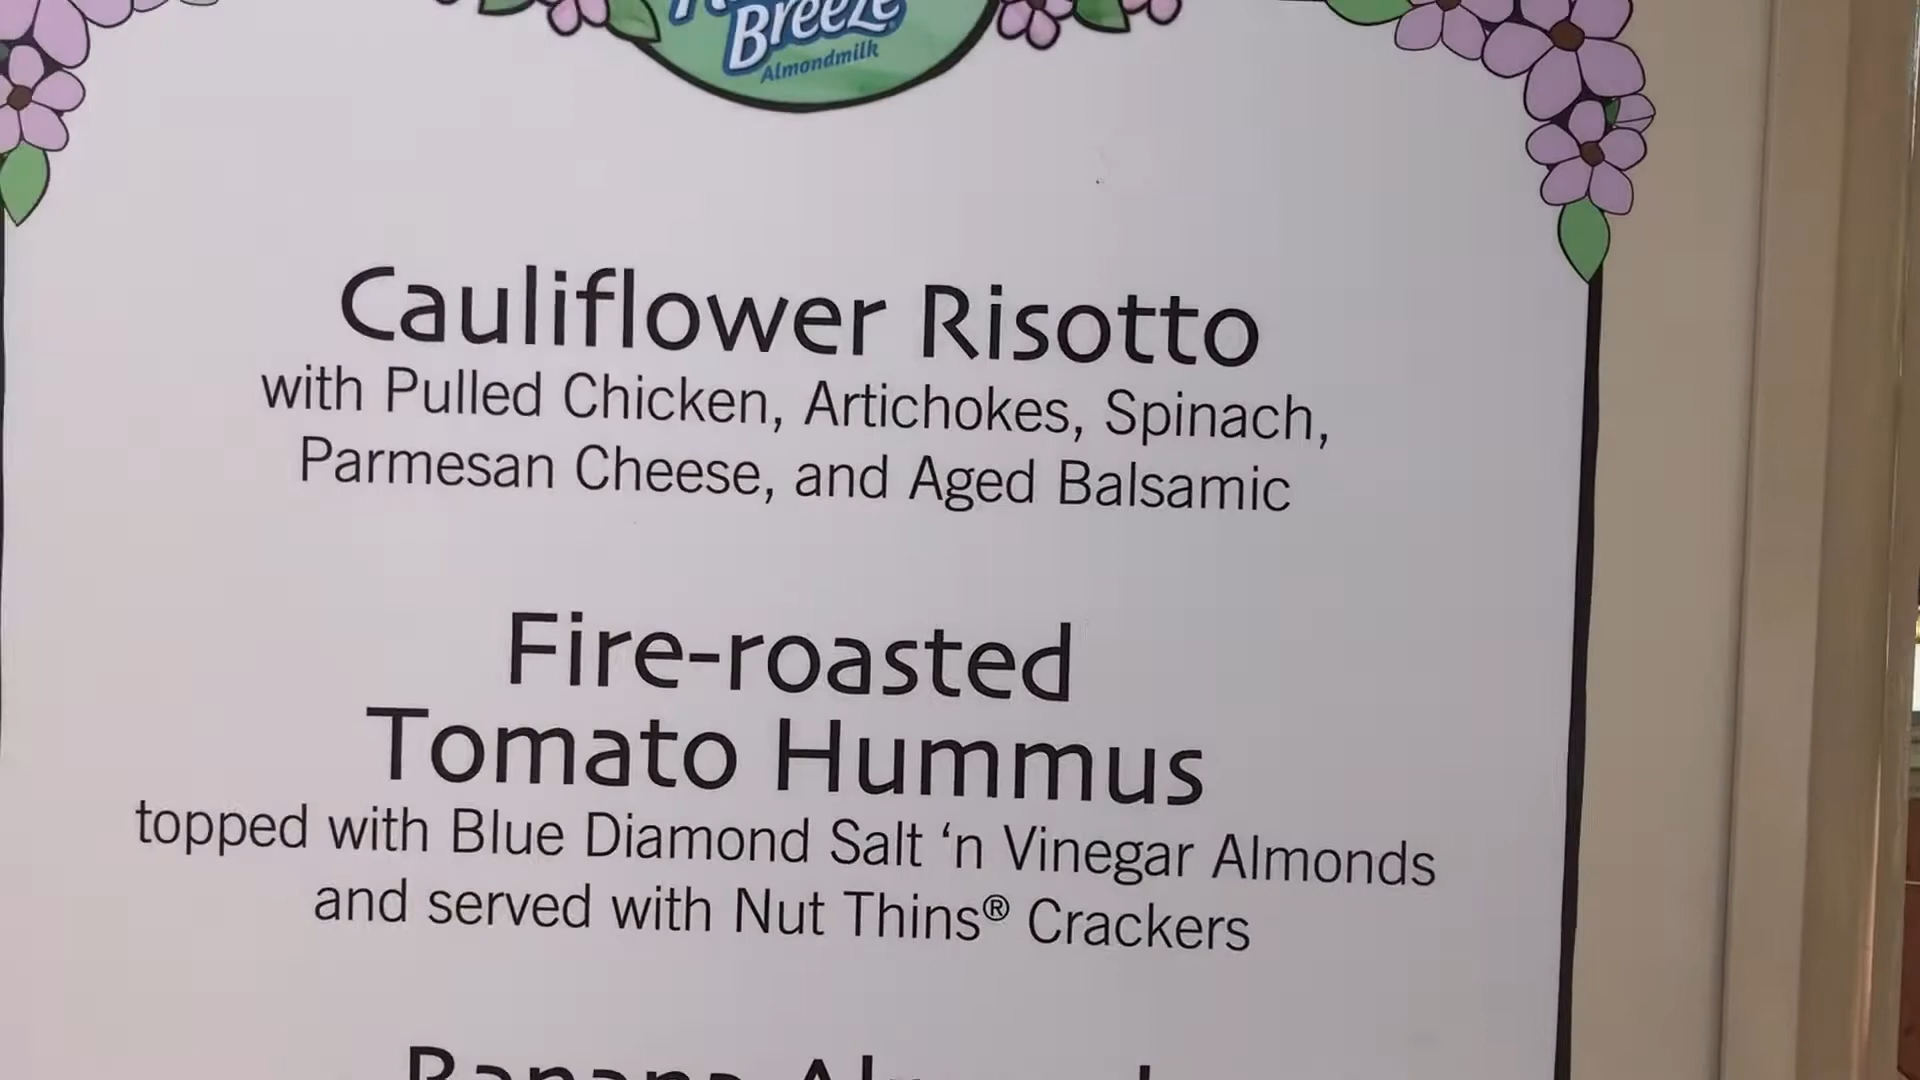 Breeze
Almondmilk
Cauliflower Risotto
with Pulled Chicken, Artichokes, Spinach,
Parmesan Cheese, and Aged Balsamic
Fire-roasted
Tomato Hummus
topped with Blue Diamond Salt ‘n Vinegar Almonds
and served with Nut Thins® Crackers
Banana